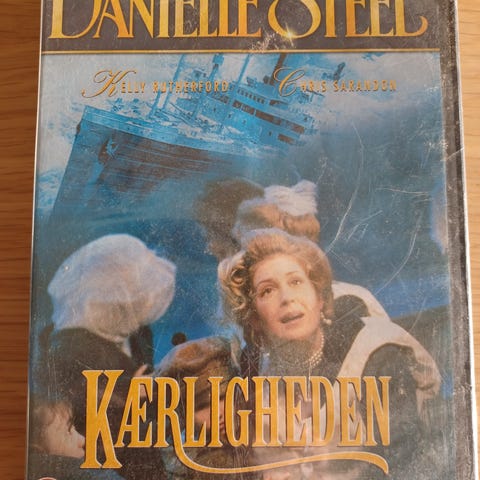 DANIELLE STEEL
KELLY RUTHERFORD CHRIS SARANDON
KÆRLIGHEDEN